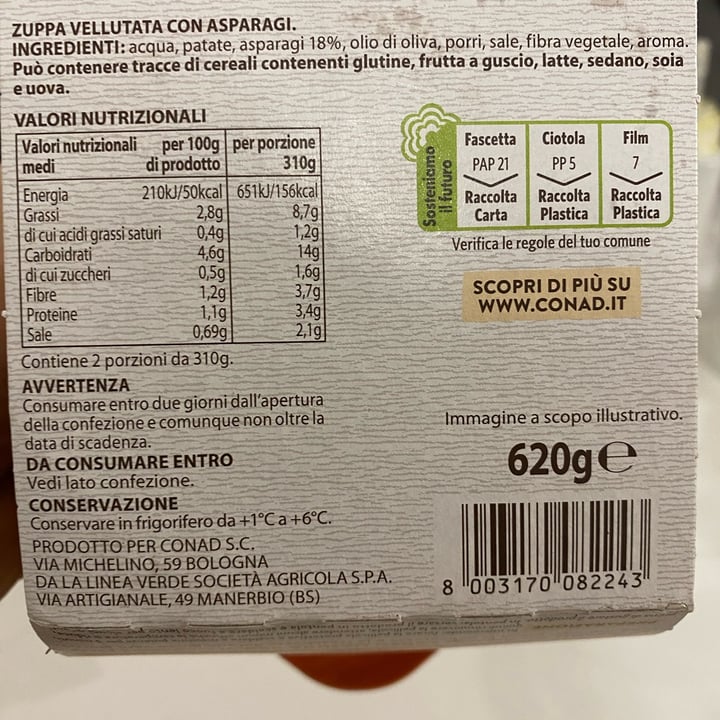 ZUPPA VELLUTATA CON ASPARAGI.
INGREDIENTI: acqua, patate, asparagi 18%, olio di oliva, porri, sale, fibra vegetale, aroma.
Può contenere tracce di cereali contenenti glutine, frutta a guscio, latte, sedano, soia
e uova.
VALORI NUTRIZIONALI
Valori nutrizionali medi per 100g di prodotto per porzione 310g
Energia 210kJ/50kcal 651kJ/156kcal
Grassi 2,8g 8,7g
di cui acidi grassi saturi 0,4g 1,2g
Carboidrati 4,6g 14g
di cui zuccheri 0,5g 1,6g
Fibre 1,2g 3,7g
Proteine 1,1g 3,4g
Sale 0,69g 2,1g
Contiene 2 porzioni da 310g.
AVVERTENZA
Consumare entro due giorni dall'apertura
della confezione e comunque non oltre la
data di scadenza.
DA CONSUMARE ENTRO
Vedi lato confezione.
CONSERVAZIONE
Conservare in frigorifero da +1°C a +6°C.
PRODOTTO PER CONAD S.C.
VIA MICHELINO, 59 BOLOGNA
DA LA LINEA VERDE SOCIETÀ AGRICOLA S.P.A.
VIA ARTIGIANALE, 49 MANERBIO (BS)
Sosteniamo
il futuro
Fascetta Ciotola Film
PAP 21 PP 5 7
Raccolta Raccolta Raccolta
Carta Plastica Plastica
Verifica le regole del tuo comune
SCOPRI DI PIÙ SU
WWW.CONAD.IT
Immagine a scopo illustrativo.
620g e
8 003170 082243